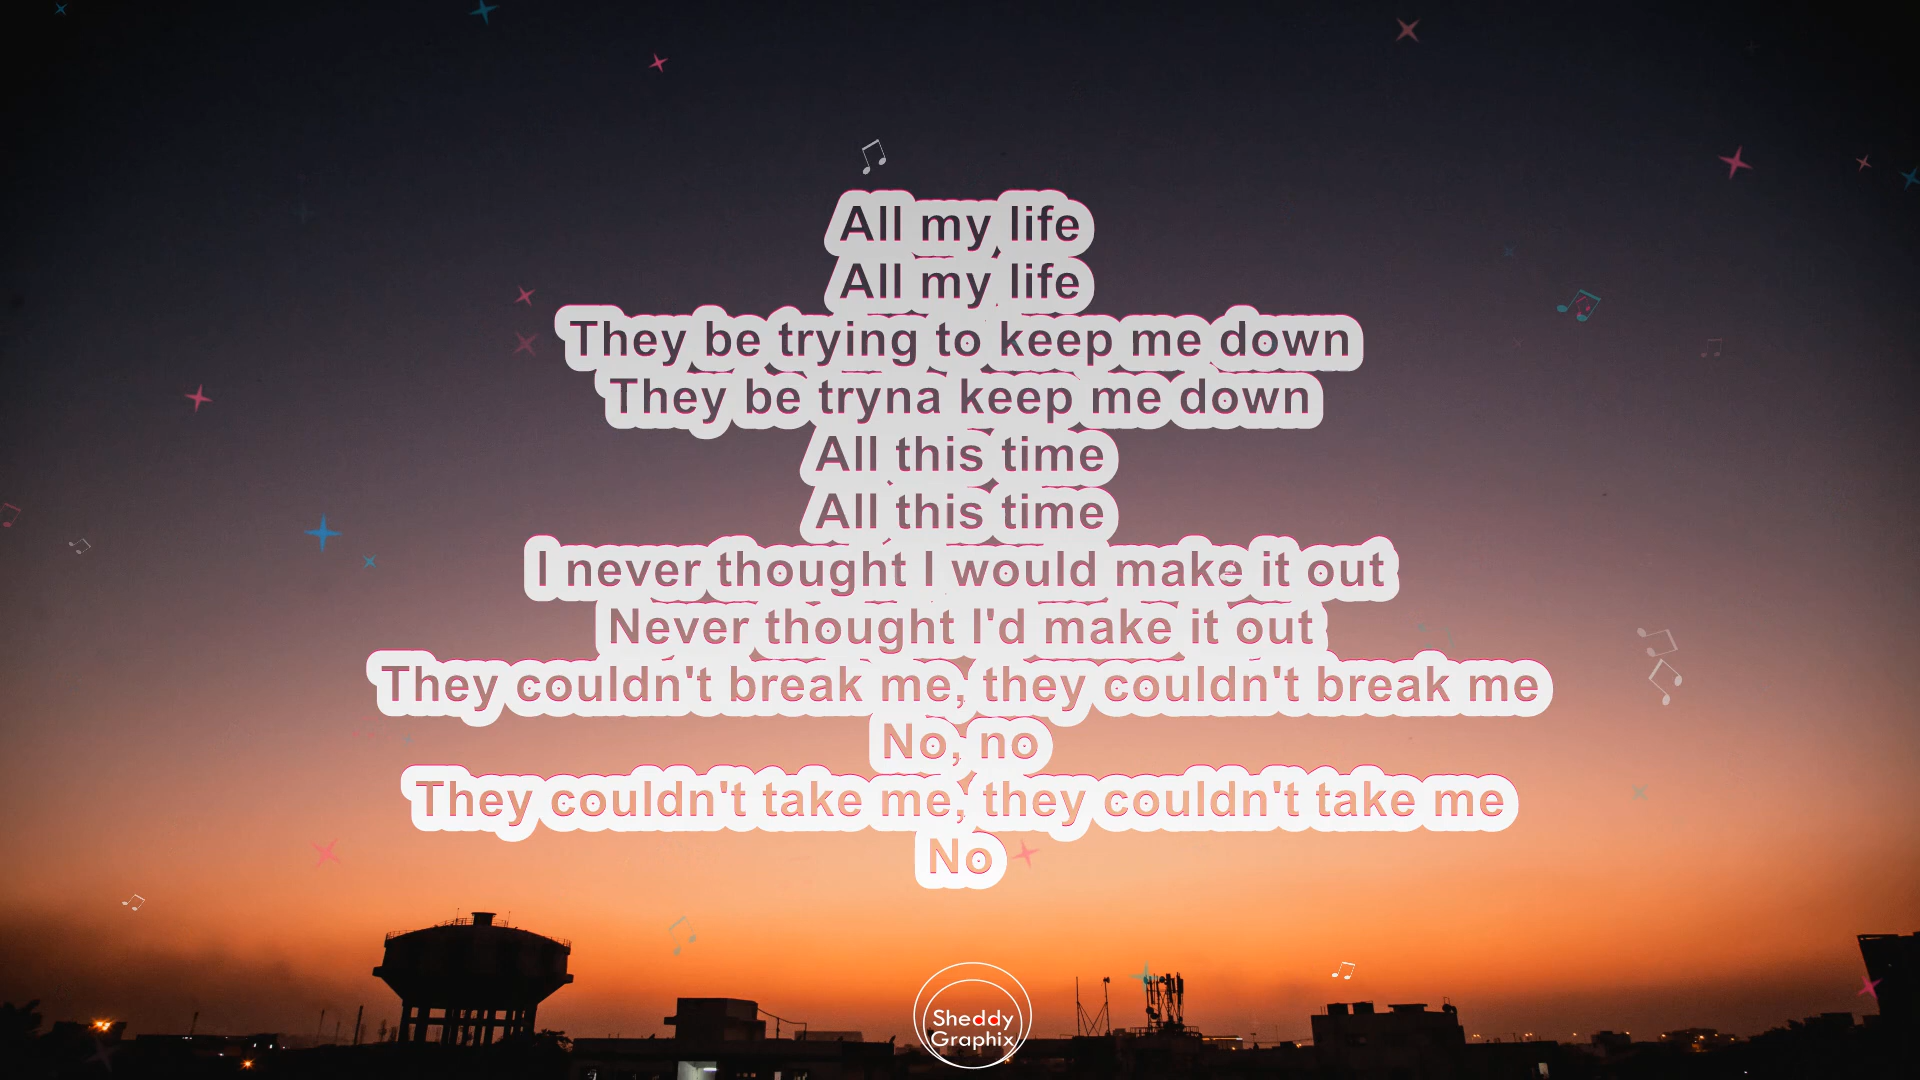 All my life
All my life
They be trying to keep me down
They be tryna keep me down
All this time
All this time
I never thought I would make it out
Never thought I'd make it out
They couldn't break me, they couldn't break me
No, no
They couldn't take me, they couldn't take me
No
Sheddy
Graphix